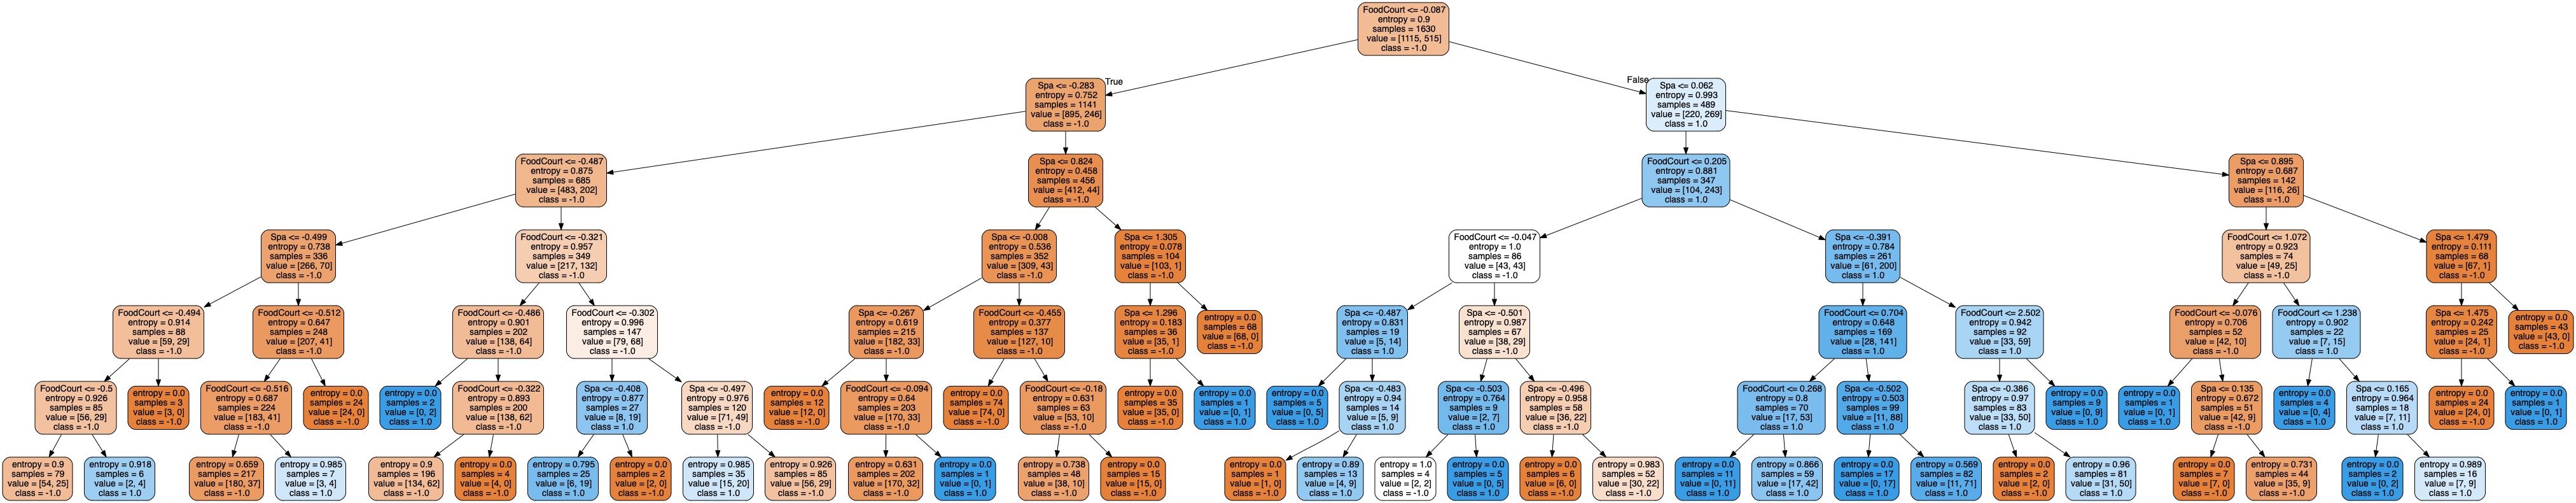 FoodCourt <= -0.087
entropy = 0.9
samples = 1630
value = [1115, 515]
class = -1.0
True
False
Spa <= -0.283
entropy = 0.752
samples = 1141
value = [895, 246]
class = -1.0
Spa <= 0.062
entropy = 0.993
samples = 489
value = [220, 269]
class = 1.0
FoodCourt <= -0.487
entropy = 0.875
samples = 685
value = [483, 202]
class = -1.0
Spa <= 0.824
entropy = 0.458
samples = 456
value = [412, 44]
class = -1.0
FoodCourt <= 0.205
entropy = 0.881
samples = 347
value = [104, 243]
class = 1.0
Spa <= 0.895
entropy = 0.687
samples = 142
value = [116, 26]
class = -1.0
Spa <= -0.499
entropy = 0.738
samples = 336
value = [266, 70]
class = -1.0
FoodCourt <= -0.321
entropy = 0.957
samples = 349
value = [217, 132]
class = -1.0
Spa <= -0.008
entropy = 0.536
samples = 352
value = [309, 43]
class = -1.0
Spa <= 1.305
entropy = 0.078
samples = 104
value = [103, 1]
class = -1.0
FoodCourt <= -0.047
entropy = 1.0
samples = 86
value = [43, 43]
class = -1.0
Spa <= -0.391
entropy = 0.784
samples = 261
value = [61, 200]
class = 1.0
FoodCourt <= 1.072
entropy = 0.923
samples = 74
value = [49, 25]
class = -1.0
Spa <= 1.479
entropy = 0.111
samples = 68
value = [67, 1]
class = -1.0
FoodCourt <= -0.494
entropy = 0.914
samples = 88
value = [59, 29]
class = -1.0
FoodCourt <= -0.512
entropy = 0.647
samples = 248
value = [207, 41]
class = -1.0
FoodCourt <= -0.486
entropy = 0.901
samples = 202
value = [138, 64]
class = -1.0
FoodCourt <= -0.302
entropy = 0.996
samples = 147
value = [79, 68]
class = -1.0
Spa <= -0.267
entropy = 0.619
samples = 215
value = [182, 33]
class = -1.0
FoodCourt <= -0.455
entropy = 0.377
samples = 137
value = [127, 10]
class = -1.0
Spa <= 1.296
entropy = 0.183
samples = 36
value = [35, 1]
class = -1.0
entropy = 0.0
samples = 68
value = [68, 0]
class = -1.0
Spa <= -0.487
entropy = 0.831
samples = 19
value = [5, 14]
class = 1.0
Spa <= -0.501
entropy = 0.987
samples = 67
value = [38, 29]
class = -1.0
FoodCourt <= 0.704
entropy = 0.648
samples = 169
value = [28, 141]
class = 1.0
FoodCourt <= 2.502
entropy = 0.942
samples = 92
value = [33, 59]
class = 1.0
FoodCourt <= -0.076
entropy = 0.706
samples = 52
value = [42, 10]
class = -1.0
FoodCourt <= 1.238
entropy = 0.902
samples = 22
value = [7, 15]
class = 1.0
Spa <= 1.475
entropy = 0.242
samples = 25
value = [24, 1]
class = -1.0
entropy = 0.0
samples = 43
value = [43, 0]
class = -1.0
FoodCourt <= -0.5
entropy = 0.926
samples = 85
value = [56, 29]
class = -1.0
entropy = 0.0
samples = 3
value = [3, 0]
class = -1.0
FoodCourt <= -0.516
entropy = 0.687
samples = 224
value = [183, 41]
class = -1.0
entropy = 0.0
samples = 24
value = [24, 0]
class = -1.0
entropy = 0.0
samples = 2
value = [0, 2]
class = 1.0
FoodCourt <= -0.322
entropy = 0.893
samples = 200
value = [138, 62]
class = -1.0
Spa <= -0.408
entropy = 0.877
samples = 27
value = [8, 19]
class = 1.0
Spa <= -0.497
entropy = 0.976
samples = 120
value = [71, 49]
class = -1.0
entropy = 0.0
samples = 12
value = [12, 0]
class = -1.0
FoodCourt <= -0.094
entropy = 0.64
samples = 203
value = [170, 33]
class = -1.0
entropy = 0.0
samples = 74
value = [74, 0]
class = -1.0
FoodCourt <= -0.18
entropy = 0.631
samples = 63
value = [53, 10]
class = -1.0
entropy = 0.0
samples = 35
value = [35, 0]
class = -1.0
entropy = 0.0
samples = 1
value = [0, 1]
class = 1.0
entropy = 0.0
samples = 5
value = [0, 5]
class = 1.0
Spa <= -0.483
entropy = 0.94
samples = 14
value = [5, 9]
class = 1.0
Spa <= -0.503
entropy = 0.764
samples = 9
value = [2, 7]
class = 1.0
Spa <= -0.496
entropy = 0.958
samples = 58
value = [36, 22]
class = -1.0
FoodCourt <= 0.268
entropy = 0.8
samples = 70
value = [17, 53]
class = 1.0
Spa <= -0.502
entropy = 0.503
samples = 99
value = [11, 88]
class = 1.0
Spa <= -0.386
entropy = 0.97
samples = 83
value = [33, 50]
class = 1.0
entropy = 0.0
samples = 9
value = [0, 9]
class = 1.0
entropy = 0.0
samples = 1
value = [0, 1]
class = 1.0
Spa <= 0.135
entropy = 0.672
samples = 51
value = [42, 9]
class = -1.0
entropy = 0.0
samples = 4
value = [0, 4]
class = 1.0
Spa <= 0.165
entropy = 0.964
samples = 18
value = [7, 11]
class = 1.0
entropy = 0.0
samples = 24
value = [24, 0]
class = -1.0
entropy = 0.0
samples = 1
value = [0, 1]
class = 1.0
entropy = 0.9
samples = 79
value = [54, 25]
class = -1.0
entropy = 0.918
samples = 6
value = [2, 4]
class = 1.0
entropy = 0.659
samples = 217
value = [180, 37]
class = -1.0
entropy = 0.985
samples = 7
value = [3, 4]
class = 1.0
entropy = 0.9
samples = 196
value = [134, 62]
class = -1.0
entropy = 0.0
samples = 4
value = [4, 0]
class = -1.0
entropy = 0.795
samples = 25
value = [6, 19]
class = 1.0
entropy = 0.0
samples = 2
value = [2, 0]
class = -1.0
entropy = 0.985
samples = 35
value = [15, 20]
class = 1.0
entropy = 0.926
samples = 85
value = [56, 29]
class = -1.0
entropy = 0.631
samples = 202
value = [170, 32]
class = -1.0
entropy = 0.0
samples = 1
value = [0, 1]
class = 1.0
entropy = 0.738
samples = 48
value = [38, 10]
class = -1.0
entropy = 0.0
samples = 15
value = [15, 0]
class = -1.0
entropy = 0.0
samples = 1
value = [1, 0]
class = -1.0
entropy = 0.89
samples = 13
value = [4, 9]
class = 1.0
entropy = 1.0
samples = 4
value = [2, 2]
class = -1.0
entropy = 0.0
samples = 5
value = [0, 5]
class = 1.0
entropy = 0.0
samples = 6
value = [6, 0]
class = -1.0
entropy = 0.983
samples = 52
value = [30, 22]
class = -1.0
entropy = 0.0
samples = 11
value = [0, 11]
class = 1.0
entropy = 0.866
samples = 59
value = [17, 42]
class = 1.0
entropy = 0.0
samples = 17
value = [0, 17]
class = 1.0
entropy = 0.569
samples = 82
value = [11, 71]
class = 1.0
entropy = 0.0
samples = 2
value = [2, 0]
class = -1.0
entropy = 0.96
samples = 81
value = [31, 50]
class = 1.0
entropy = 0.0
samples = 7
value = [7, 0]
class = -1.0
entropy = 0.731
samples = 44
value = [35, 9]
class = -1.0
entropy = 0.0
samples = 2
value = [0, 2]
class = 1.0
entropy = 0.989
samples = 16
value = [7, 9]
class = 1.0